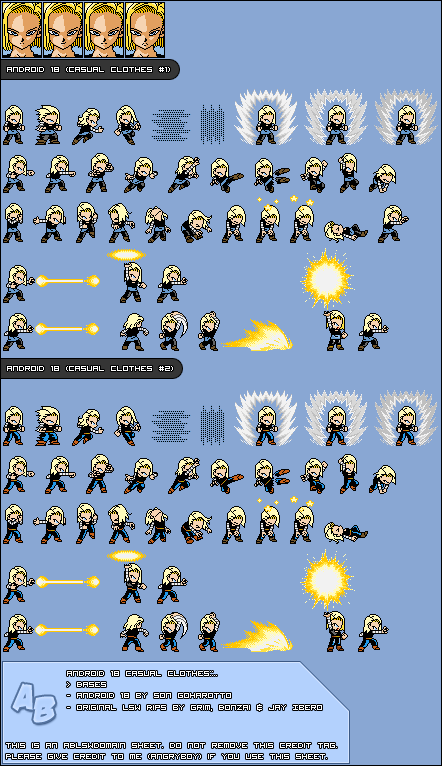 ANDROID 18 (CASUAL CLOTHES #1)
ANDROID 18 (CASUAL CLOTHES #2)
ANDROID 18 CASUAL CLOTHES...
> BASES
- ANDROID 18 BY SON GOHAROTTO
- ORIGINAL LSW RIPS BY GRIM, BONZAI & JAY IBERO
AB
THIS IS AN ABLSWDOMAIN SHEET. DO NOT REMOVE THIS CREDIT TAG.
PLEASE GIVE CREDIT TO ME (ANGRYBOY) IF YOU USE THIS SHEET.